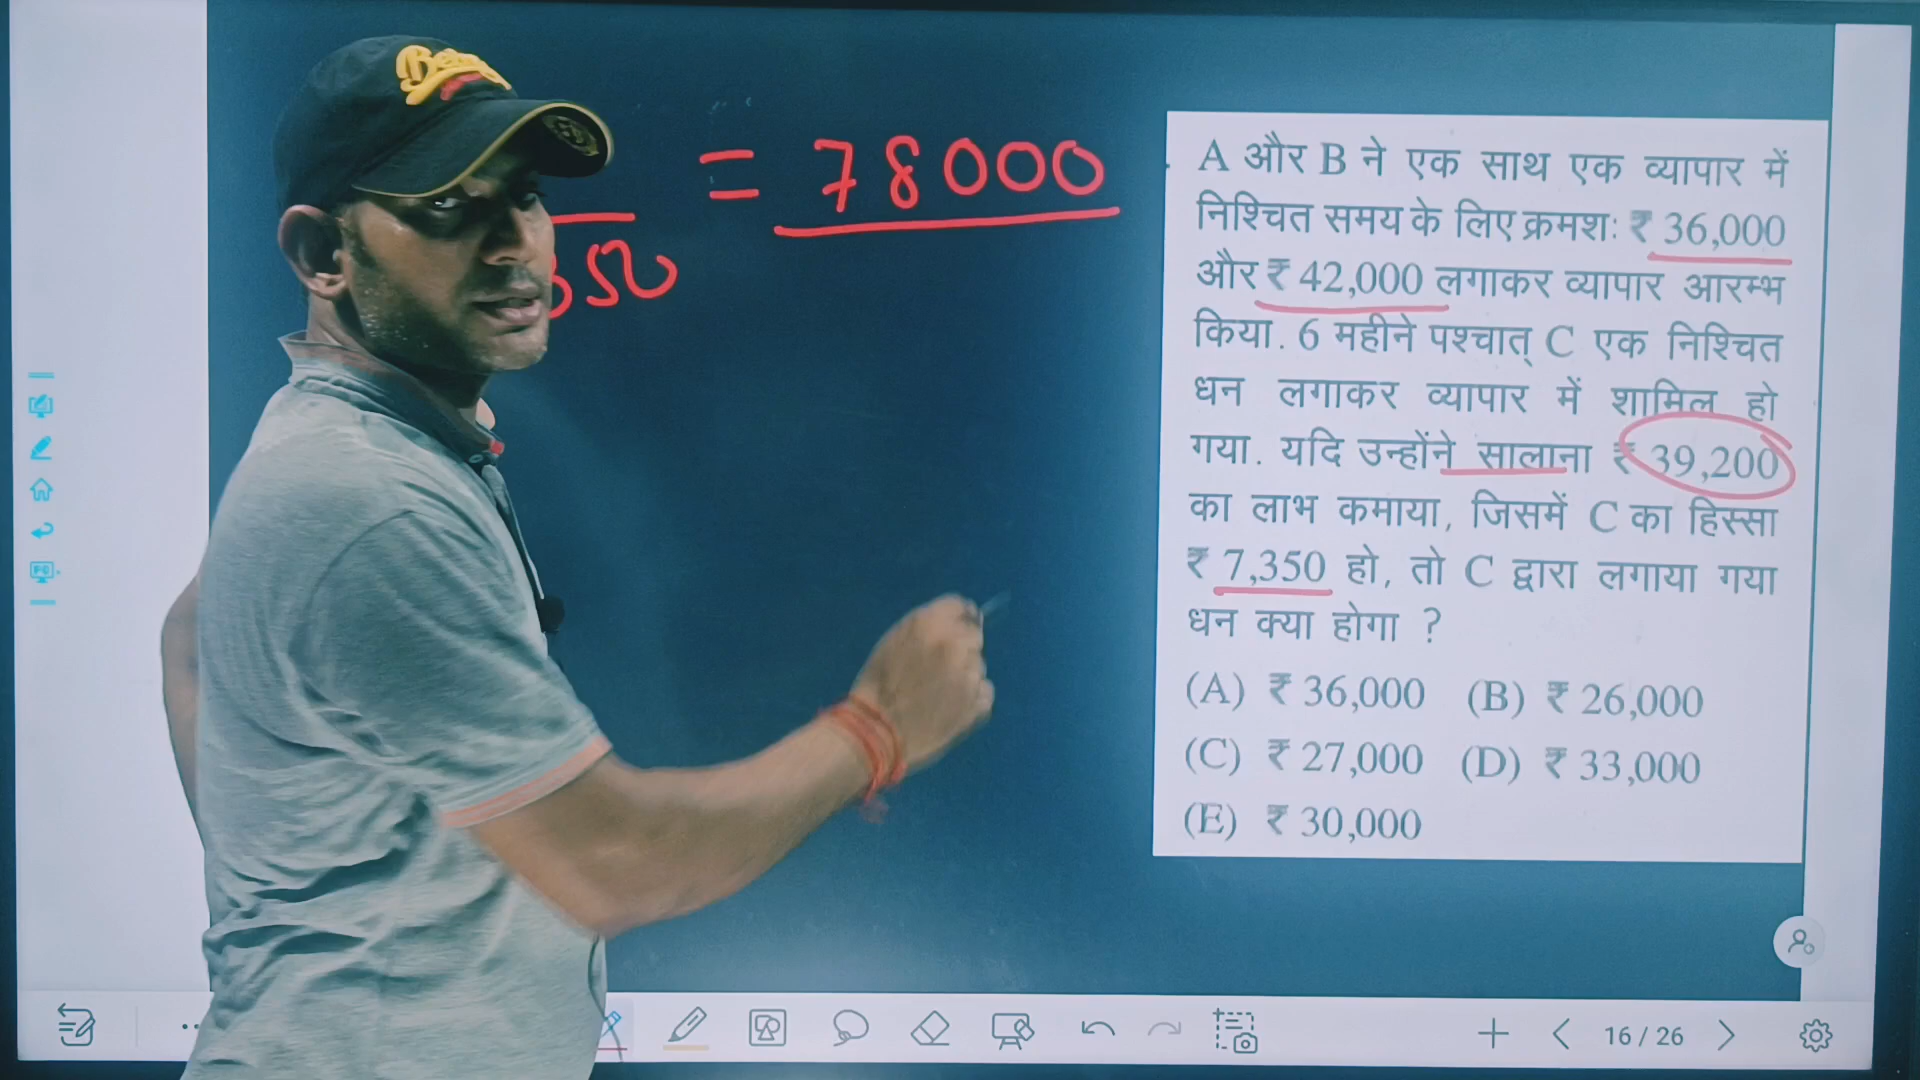 = 78000
350
A और B ने एक साथ एक व्यापार में
निश्चित समय के लिए क्रमशः ₹ 36,000
और ₹ 42,000 लगाकर व्यापार आरम्भ
किया. 6 महीने पश्चात् C एक निश्चित
धन लगाकर व्यापार में शामिल हो
गया. यदि उन्होंने सालाना ₹ 39,200
का लाभ कमाया, जिसमें C का हिस्सा
₹ 7,350 हो, तो C द्वारा लगाया गया
धन क्या होगा ?
(A) ₹ 36,000 (B) ₹ 26,000
(C) ₹ 27,000 (D) ₹ 33,000
(E) ₹ 30,000
16 / 26